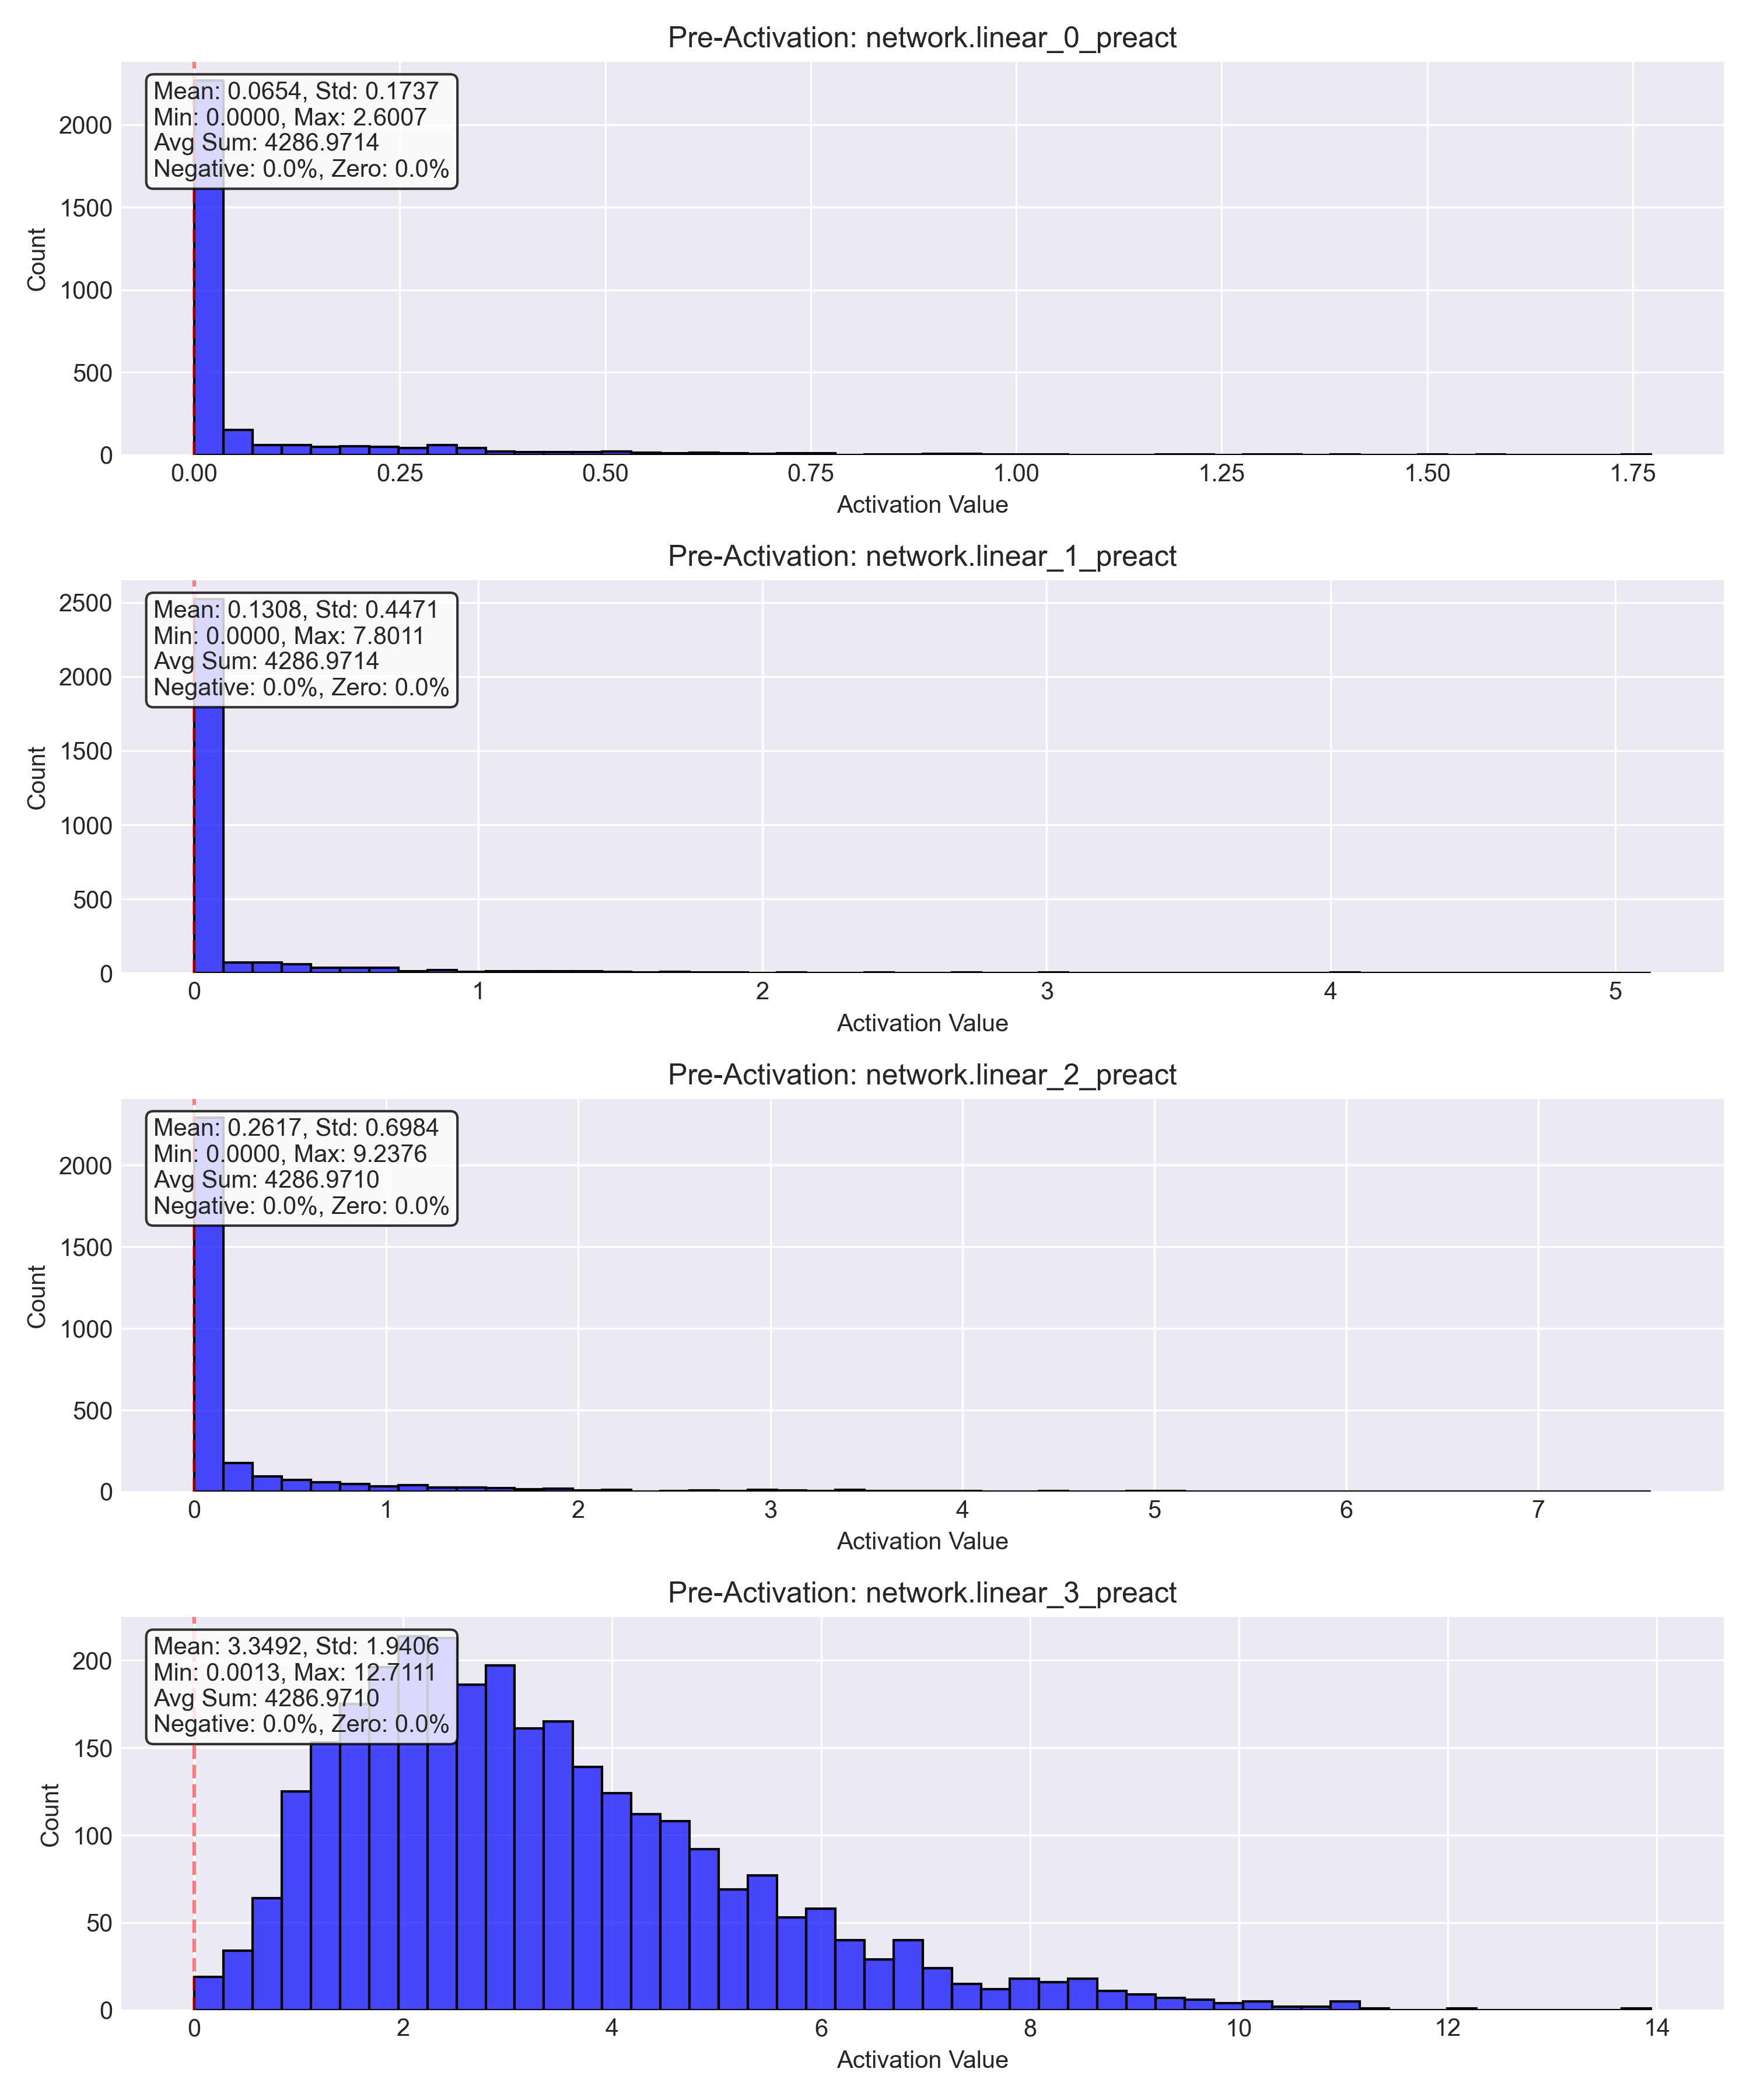 Pre-Activation: network.linear_0_preact
Mean: 0.0654, Std: 0.1737
Min: 0.0000, Max: 2.6007
Avg Sum: 4286.9714
Negative: 0.0%, Zero: 0.0%
2000
1500
1000
500
0
Count
0.00 0.25 0.50 0.75 1.00 1.25 1.50 1.75
Activation Value
Pre-Activation: network.linear_1_preact
Mean: 0.1308, Std: 0.4471
Min: 0.0000, Max: 7.8011
Avg Sum: 4286.9714
Negative: 0.0%, Zero: 0.0%
2500
2000
1500
1000
500
0
Count
0 1 2 3 4 5
Activation Value
Pre-Activation: network.linear_2_preact
Mean: 0.2617, Std: 0.6984
Min: 0.0000, Max: 9.2376
Avg Sum: 4286.9710
Negative: 0.0%, Zero: 0.0%
2000
1500
1000
500
0
Count
0 1 2 3 4 5 6 7
Activation Value
Pre-Activation: network.linear_3_preact
Mean: 3.3492, Std: 1.9406
Min: 0.0013, Max: 12.7111
Avg Sum: 4286.9710
Negative: 0.0%, Zero: 0.0%
200
150
100
50
0
Count
0 2 4 6 8 10 12 14
Activation Value